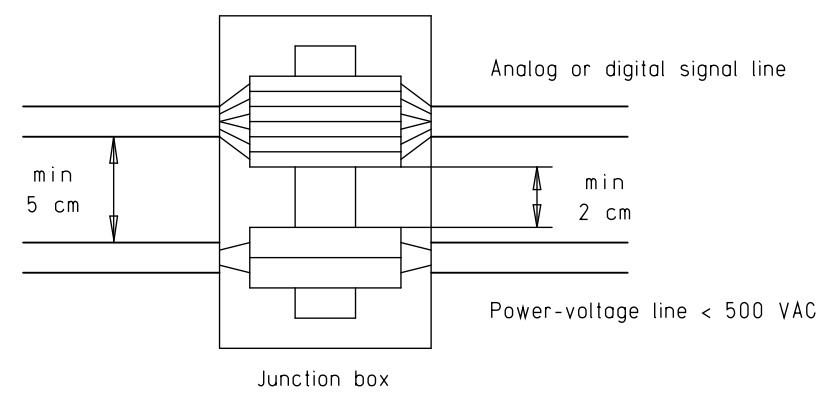 Analog or digital signal line
min
5 cm
min
2 cm
Power-voltage line < 500 VAC
Junction box